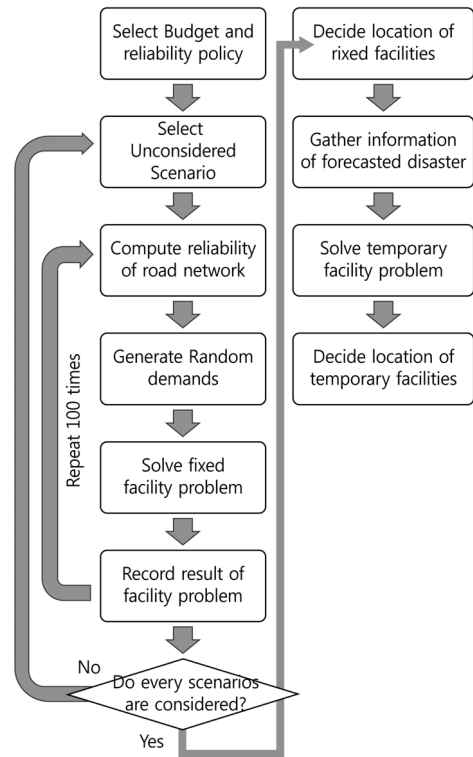 Select Budget and
reliability policy
Select
Unconsidered
Scenario
Compute reliability
of road network
Generate Random
demands
Solve fixed
facility problem
Record result of
facility problem
Repeat 100 times
No
Do every scenarios
are considered?
Yes
Decide location of
rixed facilities
Gather information
of forecasted disaster
Solve temporary
facility problem
Decide location of
temporary facilities